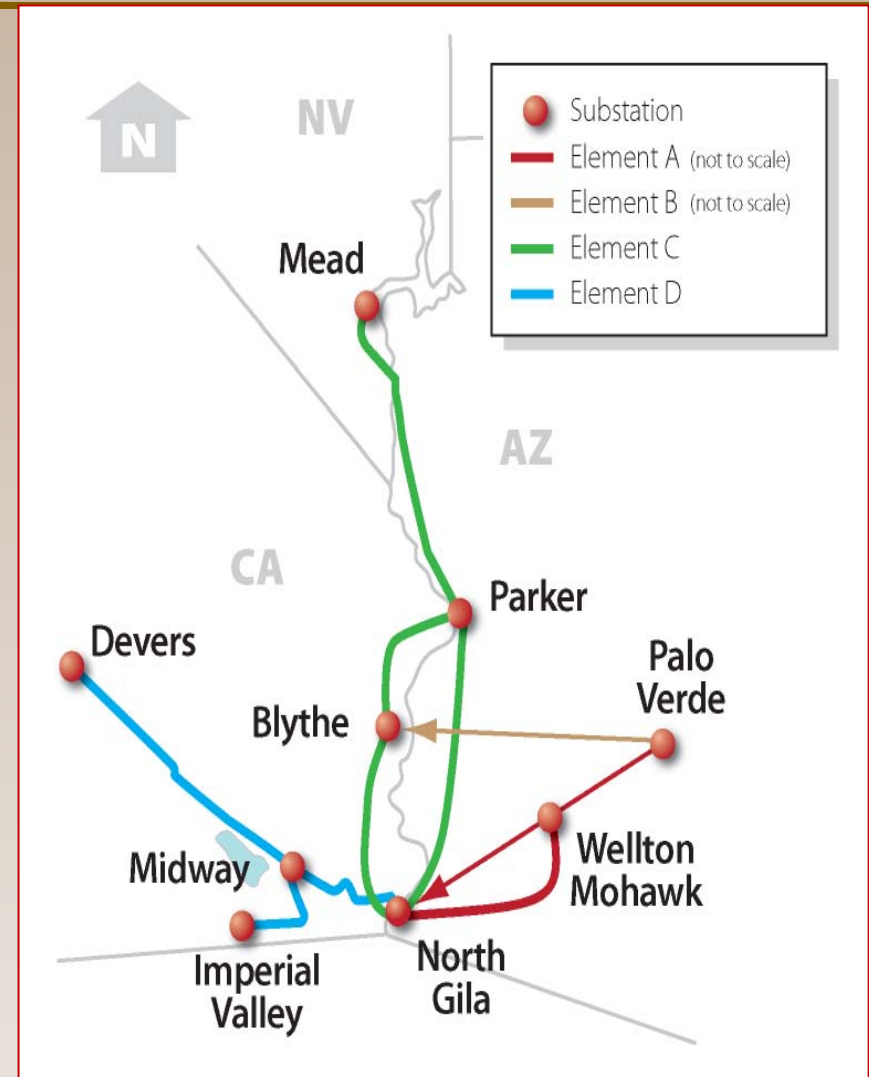 N
NV
Substation
Element A (not to scale)
Element B (not to scale)
Element C
Element D
Mead
AZ
CA
Parker
Devers
Palo
Verde
Blythe
Wellton
Mohawk
Midway
North
Gila
Imperial
Valley